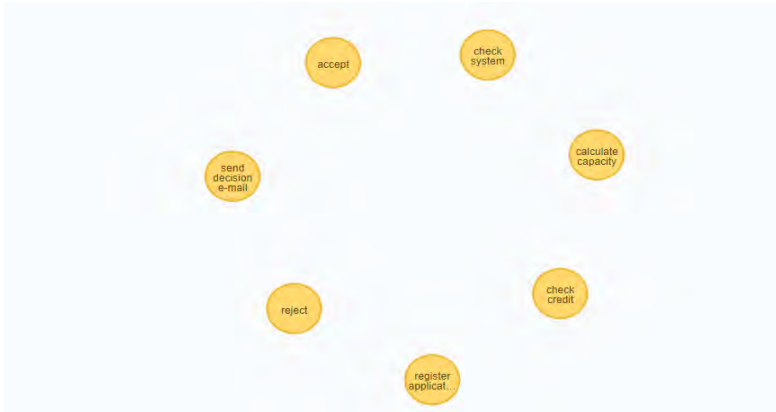 check
system
accept
calculate
capacity
send
decision
e-mail
check
credit
reject
register
applicat...